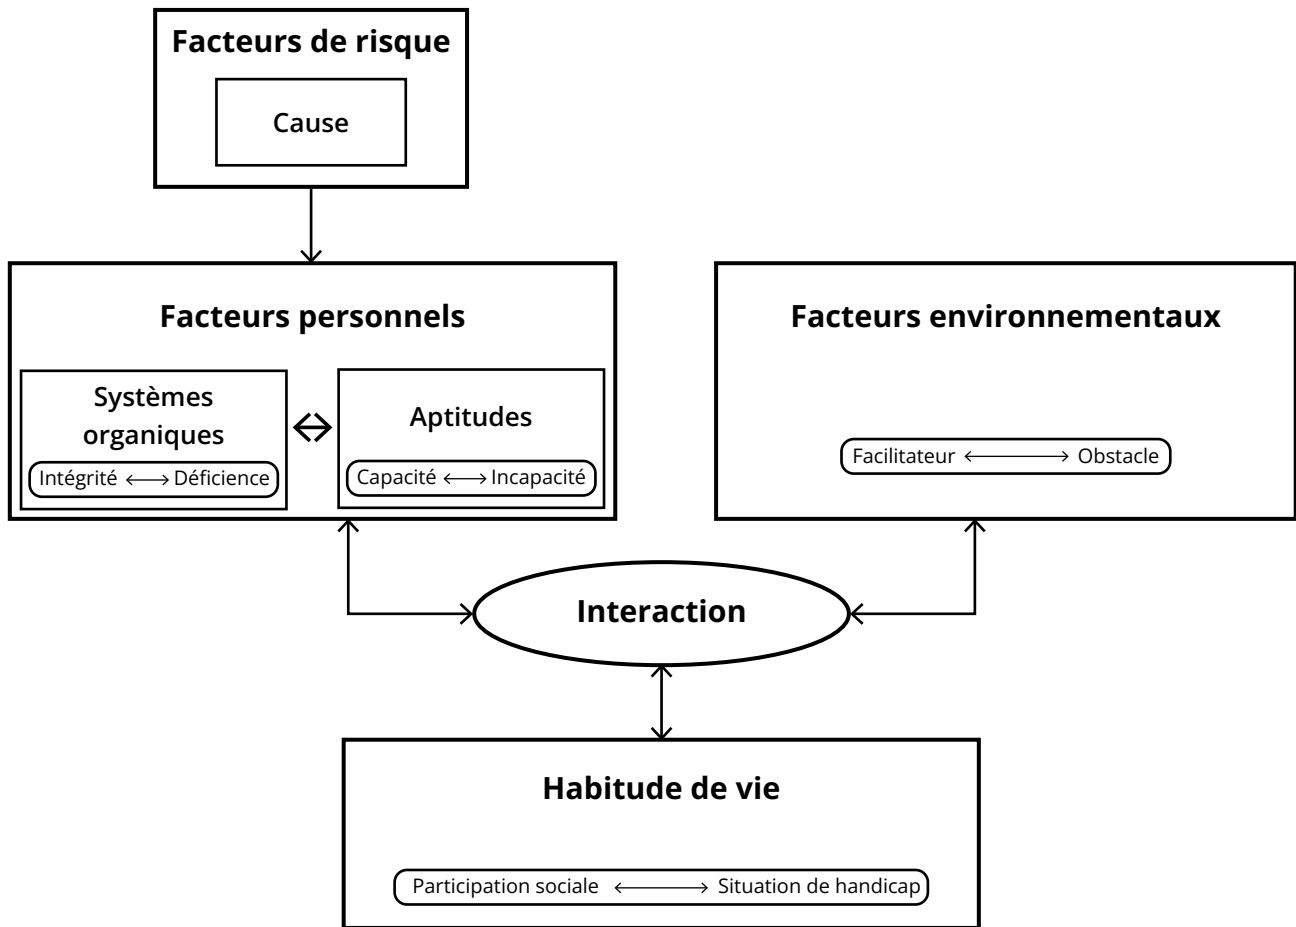 Facteurs de risque
Cause
Facteurs personnels
Systèmes
organiques
Intégrité
Déficience
Aptitudes
Capacité
Incapacité
Facteurs environnementaux
Facilitateur
Obstacle
Interaction
Habitude de vie
Participation sociale
Situation de handicap